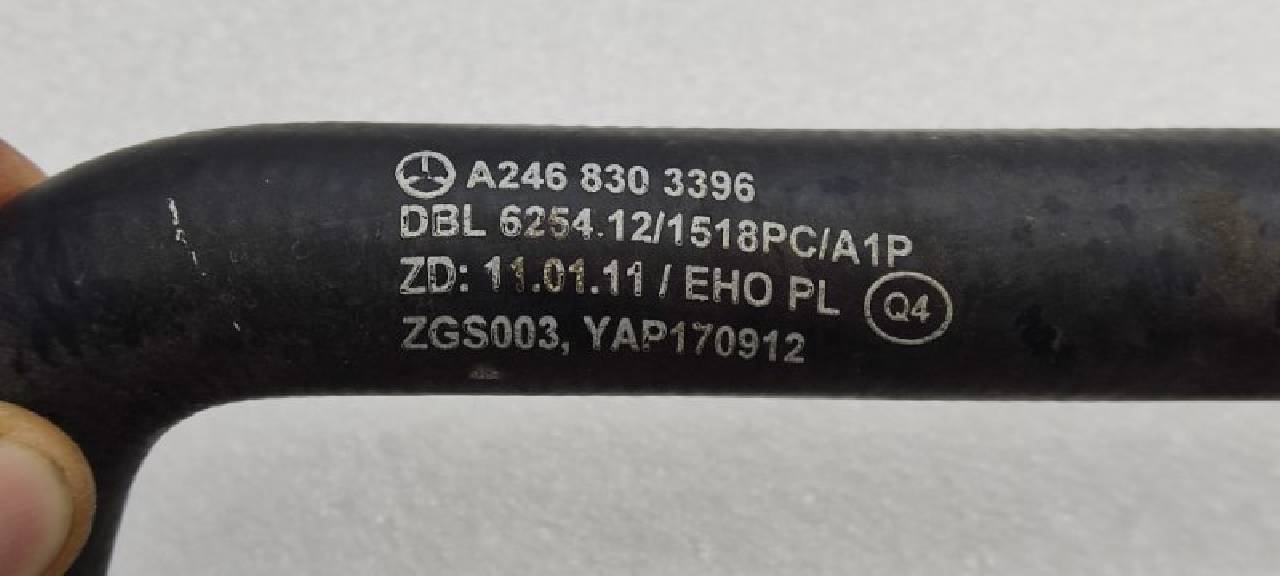 A246 830 3396
DBL 6254.12/1518PC/A1P
ZD: 11.01.11 / EHO PL Q4
ZGS003, YAP170912